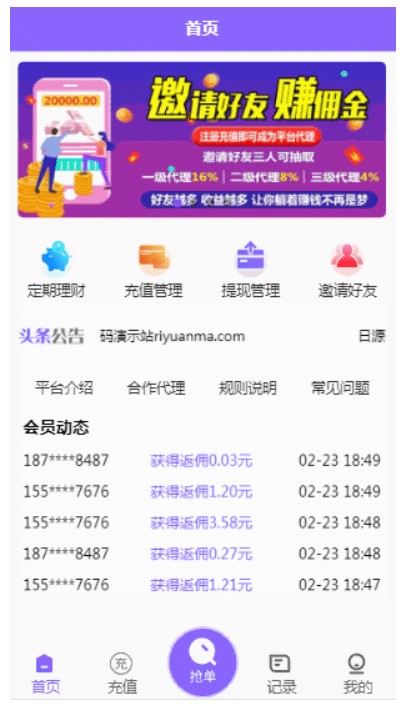 首页
20000.00
邀请好友 赚佣金
注册充值即可成为平台代理
邀请好友三人可抽取
一级代理16%｜二级代理8%｜三级代理4%
好友越多 收益越多 让你躺着赚钱不再是梦
定期理财 充值管理 提现管理 邀请好友
头条公告 码演示站riyuanma.com 日源
平台介绍 合作代理 规则说明 常见问题
会员动态
187****8487 获得返佣0.03元 02-23 18:49
155****7676 获得返佣1.20元 02-23 18:49
155****7676 获得返佣3.58元 02-23 18:48
187****8487 获得返佣0.27元 02-23 18:48
155****7676 获得返佣1.21元 02-23 18:47
充
首页 充值 抢单 记录 我的